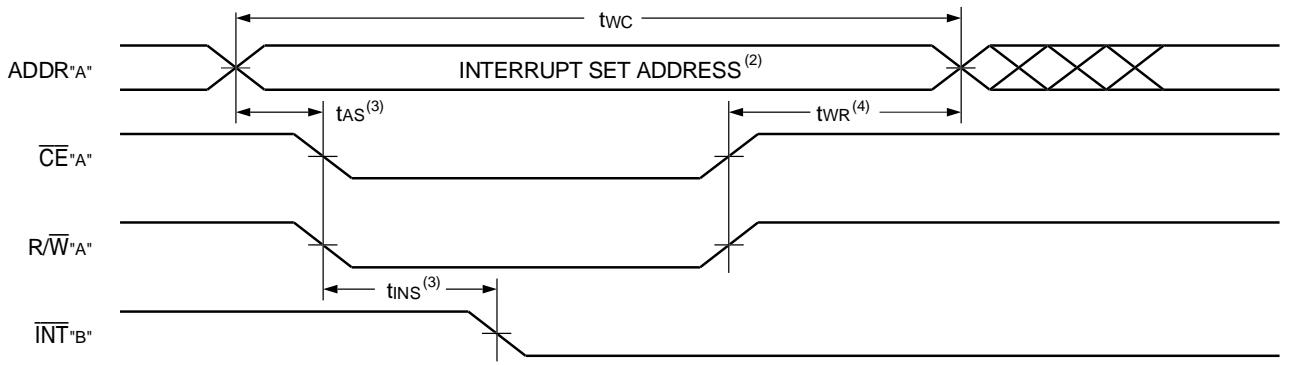 tWC
ADDR"A"
INTERRUPT SET ADDRESS(2)
tAS(3)
tWR(4)
CE"A"
R/W"A"
tINS(3)
INT"B"